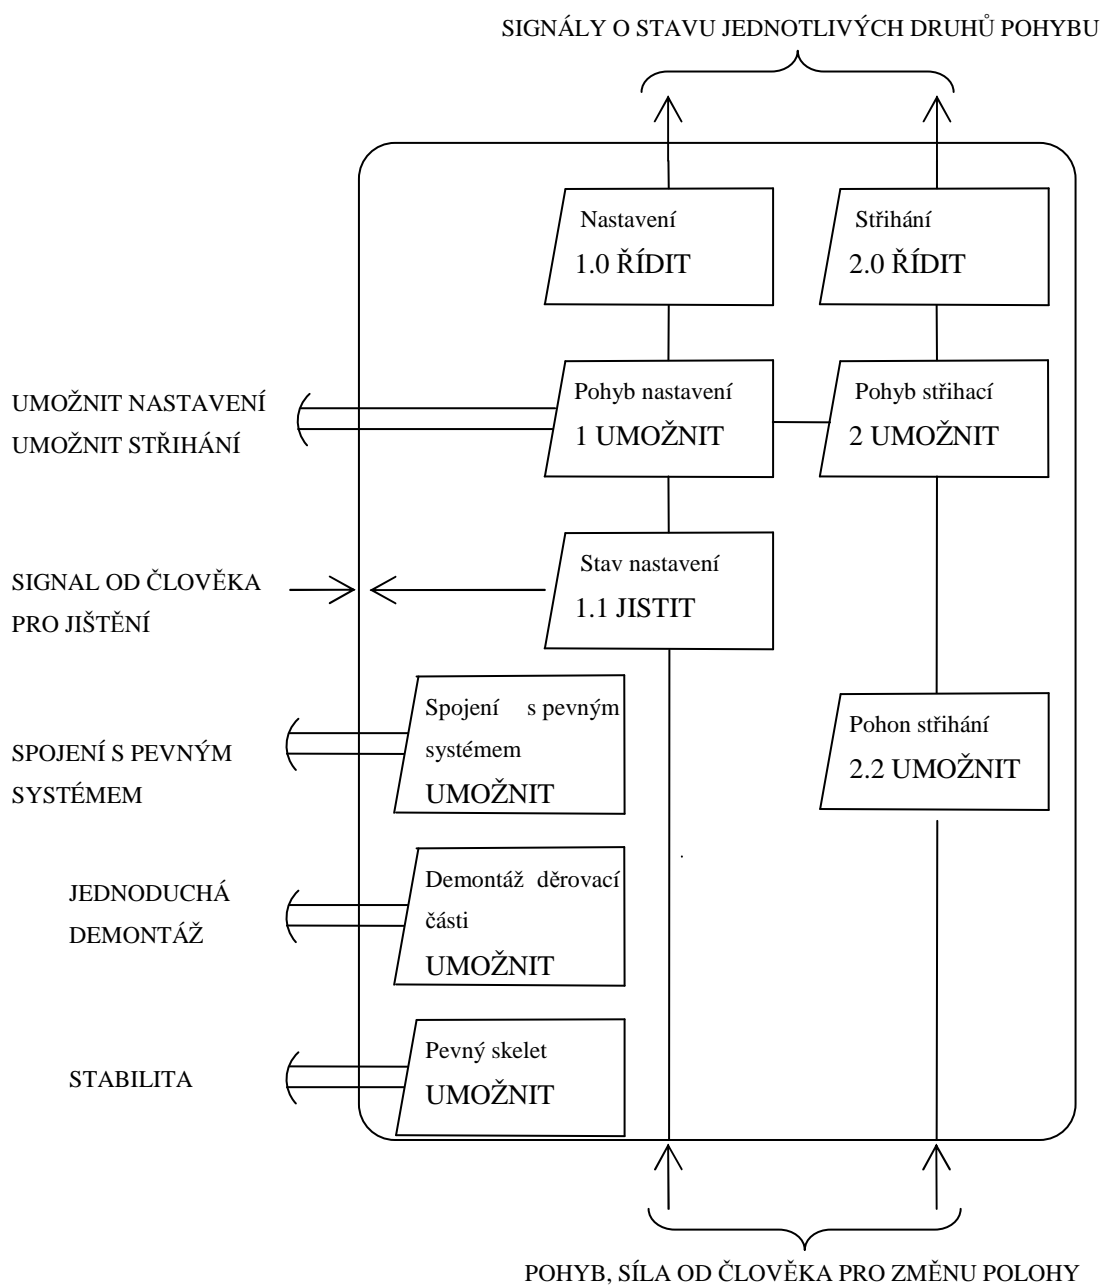 SIGNÁLY O STAVU JEDNOTLIVÝCH DRUHŮ POHYBU
Nastavení
1.0 ŘÍDIT
Střihání
2.0 ŘÍDIT
UMOŽNIT NASTAVENÍ
UMOŽNIT STŘIHÁNÍ
Pohyb nastavení
1 UMOŽNIT
Pohyb střihací
2 UMOŽNIT
SIGNAL OD ČLOVĚKA
PRO JIŠTĚNÍ
Stav nastavení
1.1 JISTIT
SPOJENÍ S PEVNÝM
SYSTÉMEM
Spojení s pevným
systémem
UMOŽNIT
Pohon střihání
2.2 UMOŽNIT
JEDNODUCHÁ
DEMONTÁŽ
Demontáž děrovací
části
UMOŽNIT
STABILITA
Pevný skelet
UMOŽNIT
POHYB, SÍLA OD ČLOVĚKA PRO ZMĚNU POLOHY